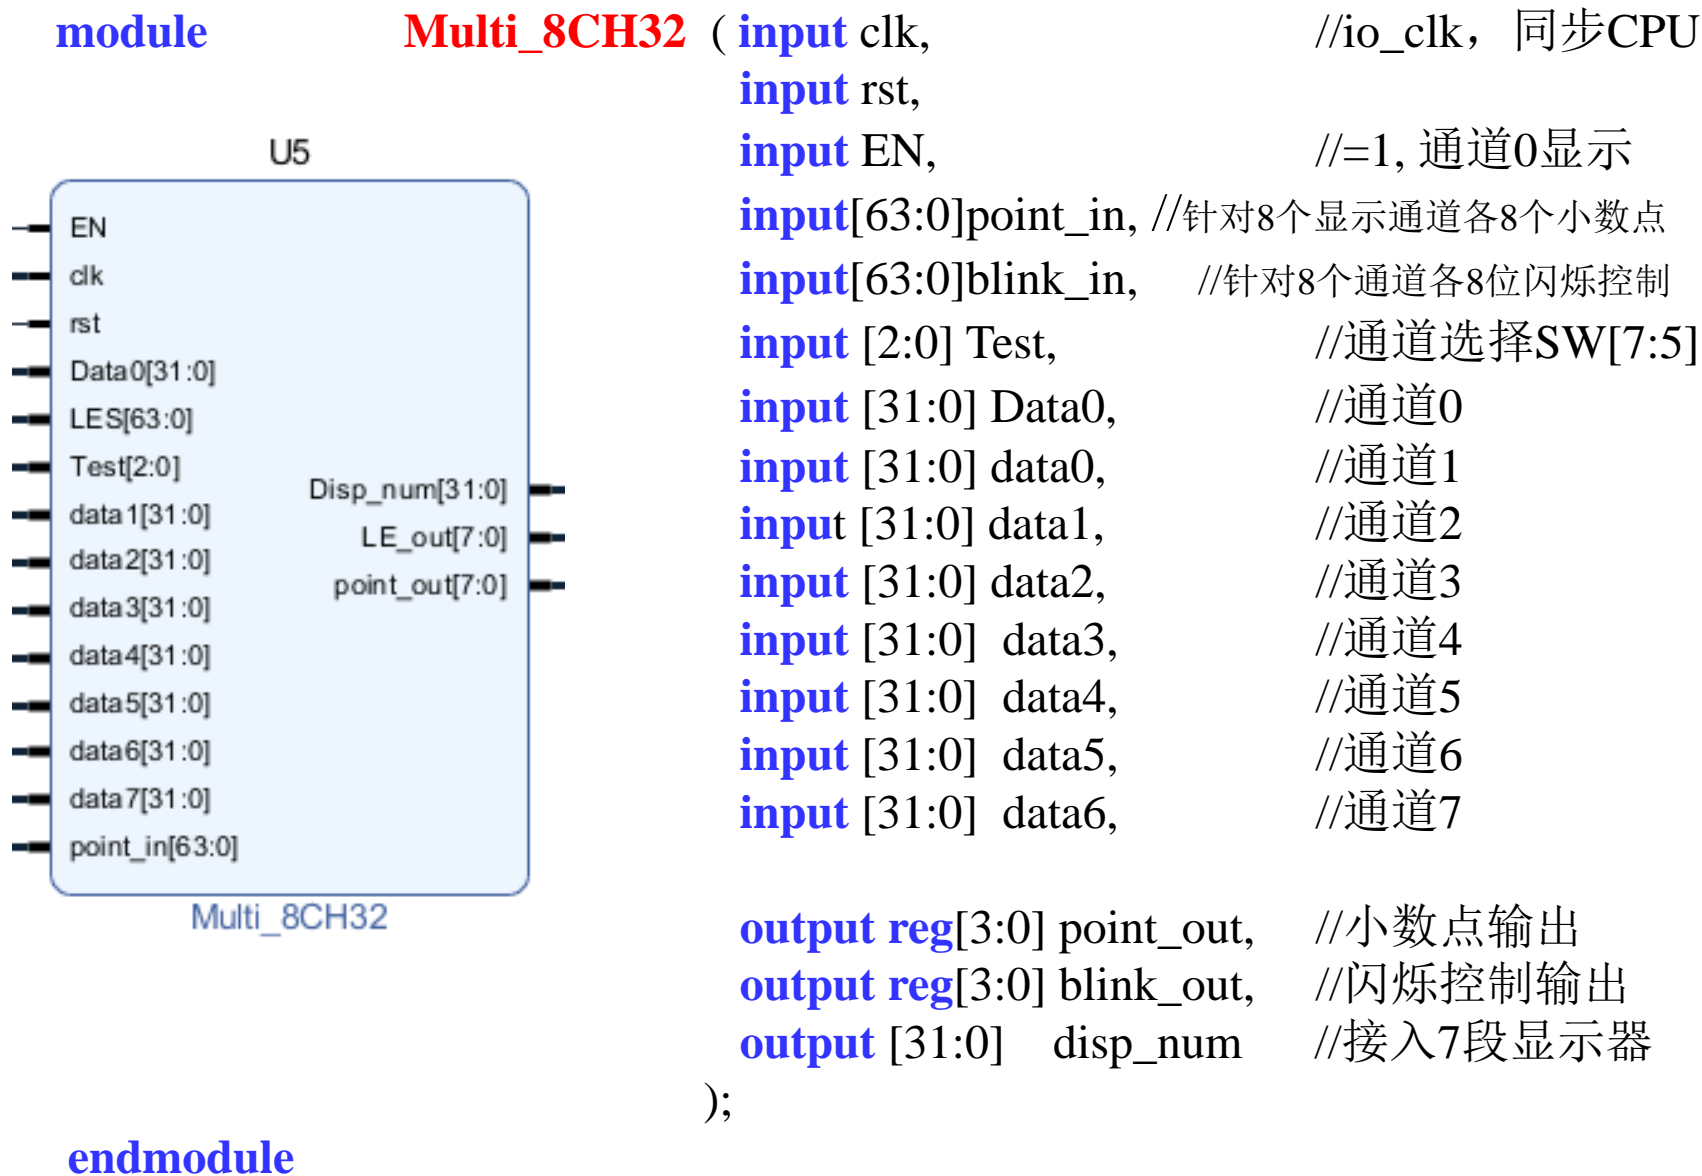 module Multi_8CH32 ( input clk, //io_clk，同步CPU
input rst,
input EN, //=1, 通道0显示
input[63:0]point_in, //针对8个显示通道各8个小数点
input[63:0]blink_in, //针对8个通道各8位闪烁控制
input [2:0] Test, //通道选择SW[7:5]
input [31:0] Data0, //通道0
input [31:0] data0, //通道1
input [31:0] data1, //通道2
input [31:0] data2, //通道3
input [31:0] data3, //通道4
input [31:0] data4, //通道5
input [31:0] data5, //通道6
input [31:0] data6, //通道7
output reg[3:0] point_out, //小数点输出
output reg[3:0] blink_out, //闪烁控制输出
output [31:0] disp_num //接入7段显示器
);
endmodule
U5
EN
clk
rst
Data0[31:0]
LES[63:0]
Test[2:0]
data1[31:0]
data2[31:0]
data3[31:0]
data4[31:0]
data5[31:0]
data6[31:0]
data7[31:0]
point_in[63:0]
Disp_num[31:0]
LE_out[7:0]
point_out[7:0]
Multi_8CH32